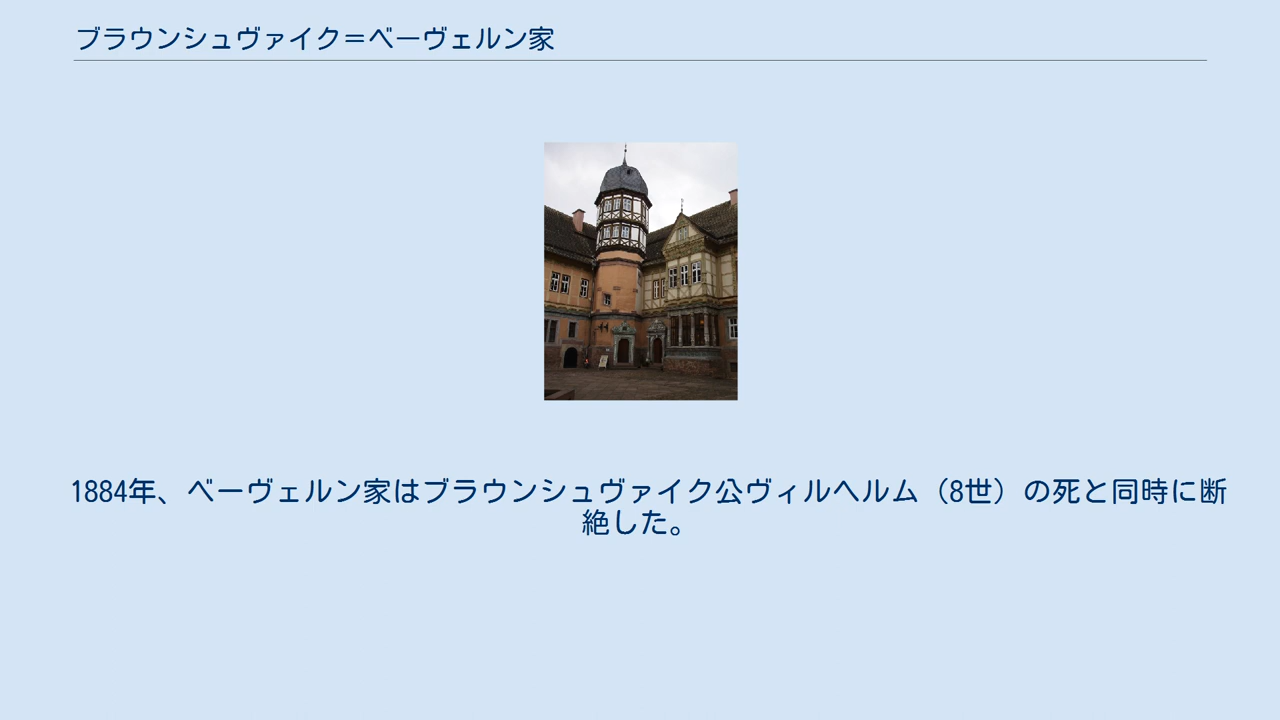 ブラウンシュヴァイク＝ベーヴェルン家
1884年、ベーヴェルン家はブラウンシュヴァイク公ヴィルヘルム（8世）の死と同時に断
絶した。